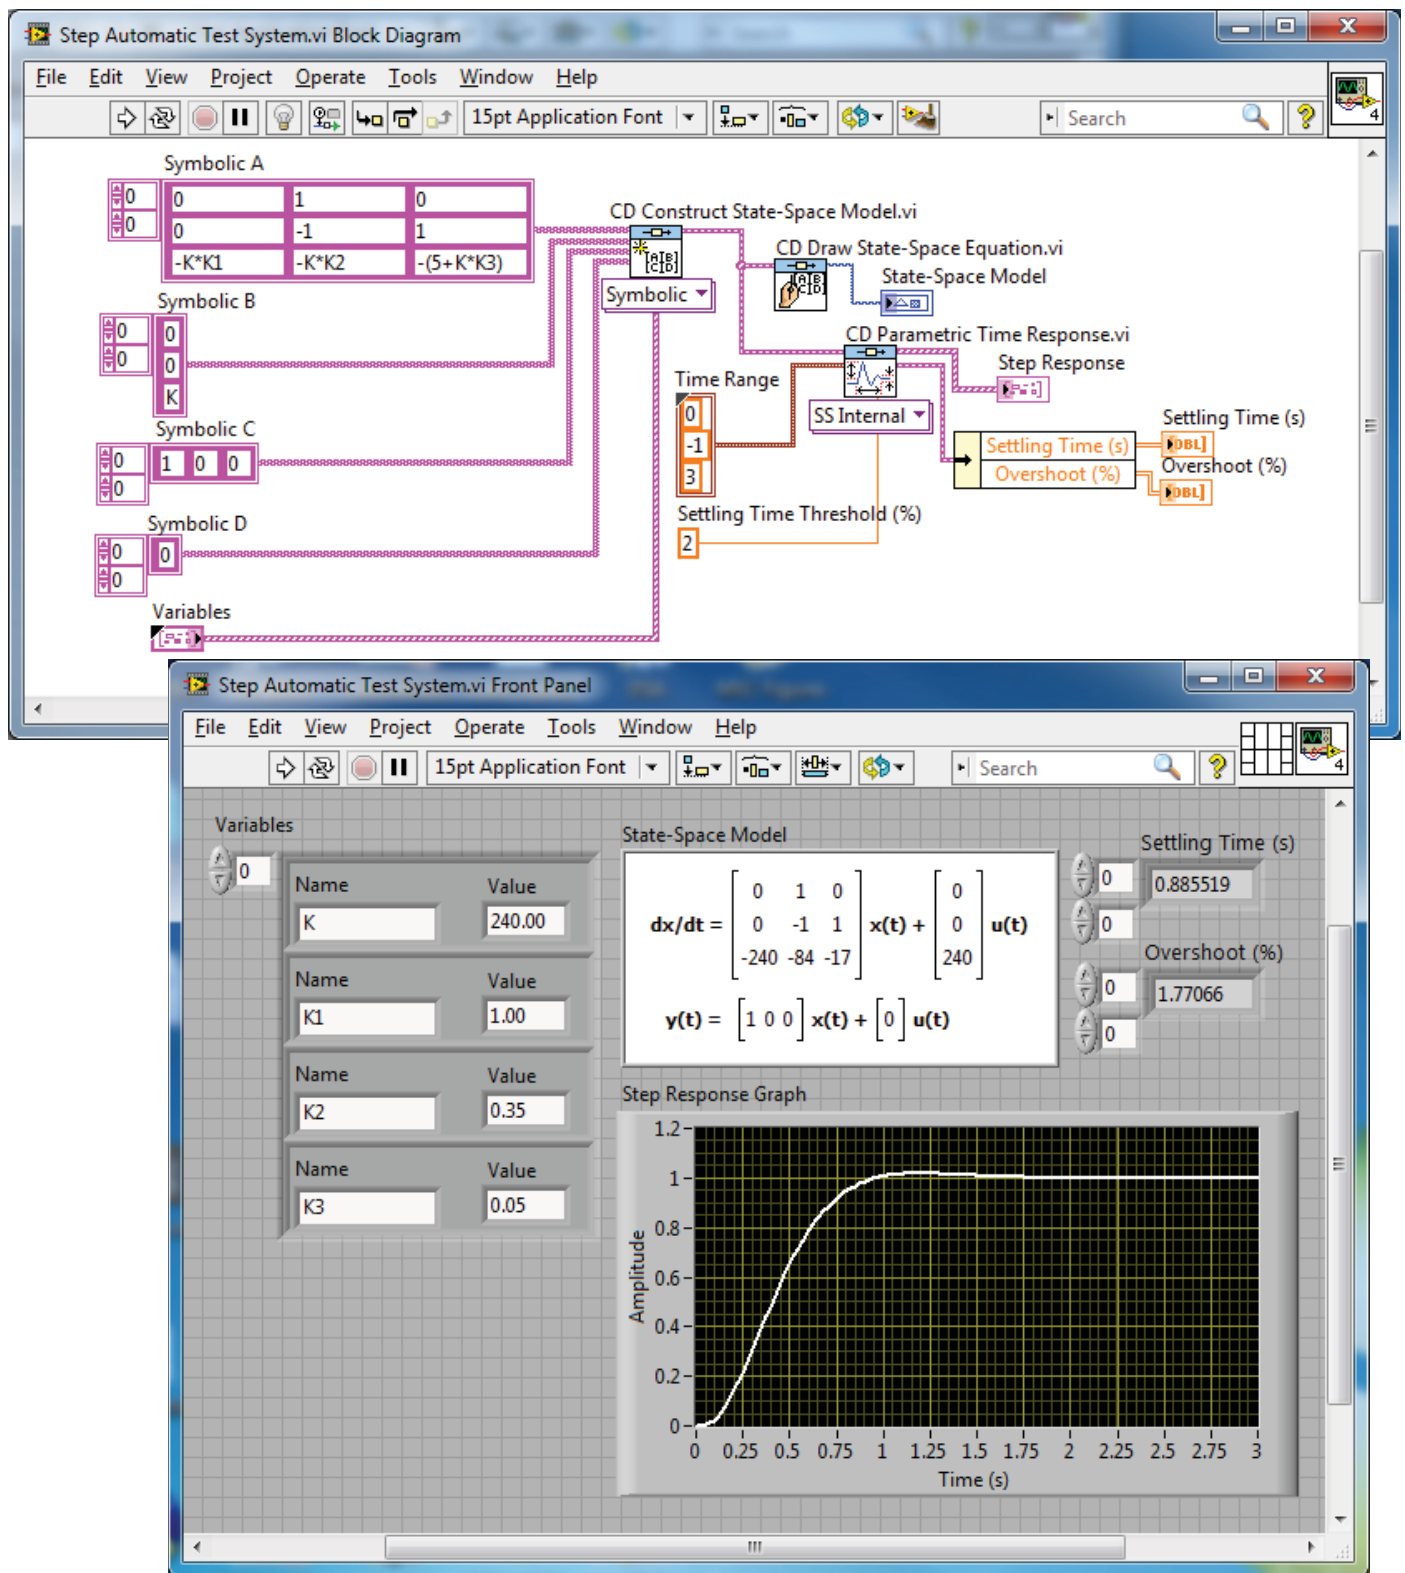 Step Automatic Test System.vi Block Diagram
File Edit View Project Operate Tools Window Help
15pt Application Font
Search
4
Symbolic A
0 0 1 0
0 0 -1 1
-K*K1 -K*K2 -(5+K*K3)
CD Construct State-Space Model.vi
Symbolic
CD Draw State-Space Equation.vi
State-Space Model
Symbolic B
0 0
0 0
K
CD Parametric Time Response.vi
Step Response
SS Internal
Time Range
0
-1
3
Symbolic C
0 1 0 0
0
Settling Time (s)
Overshoot (%)
Settling Time (s)
DBL]
Overshoot (%)
DBL]
Settling Time Threshold (%)
2
Symbolic D
0 0
0
Variables
Step Automatic Test System.vi Front Panel
File Edit View Project Operate Tools Window Help
15pt Application Font
Search
4
Variables
0
Name Value
K 240.00
Name Value
K1 1.00
Name Value
K2 0.35
Name Value
K3 0.05
State-Space Model
0 1 0 0
dx/dt = 0 -1 1 x(t) + 0 u(t)
-240 -84 -17 240
y(t) = 1 0 0 x(t) + 0 u(t)
Settling Time (s)
0 0.885519
0
Overshoot (%)
0 1.77066
0
Step Response Graph
1.2
1
0.8
0.6
0.4
0.2
0
Amplitude
0 0.25 0.5 0.75 1 1.25 1.5 1.75 2 2.25 2.5 2.75 3
Time (s)